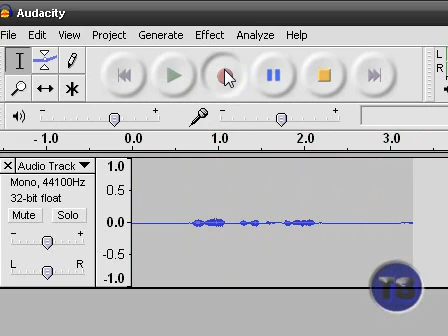 Audacity
File Edit View Project Generate Effect Analyze Help
L
R
- +
- +
- 1.0 0.0 1.0 2.0 3.0
× Audio Track
1.0
Mono, 44100Hz
32-bit float
0.5
Mute Solo
0.0
- +
-0.5
L R
-1.0
TB